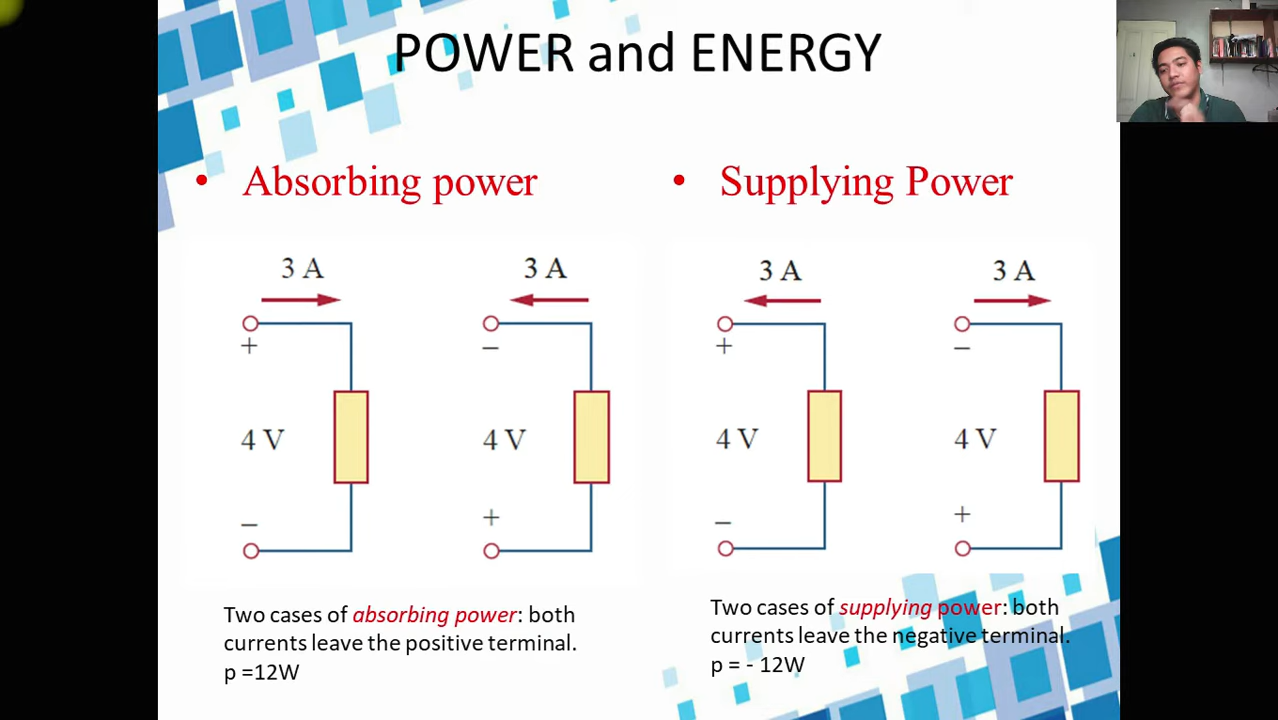 POWER and ENERGY
• Absorbing power
• Supplying Power
3 A
3 A
3 A
3 A
+
–
+
–
4 V
4 V
4 V
4 V
–
+
–
+
Two cases of absorbing power: both
currents leave the positive terminal.
p =12W
Two cases of supplying power: both
currents leave the negative terminal.
p = - 12W